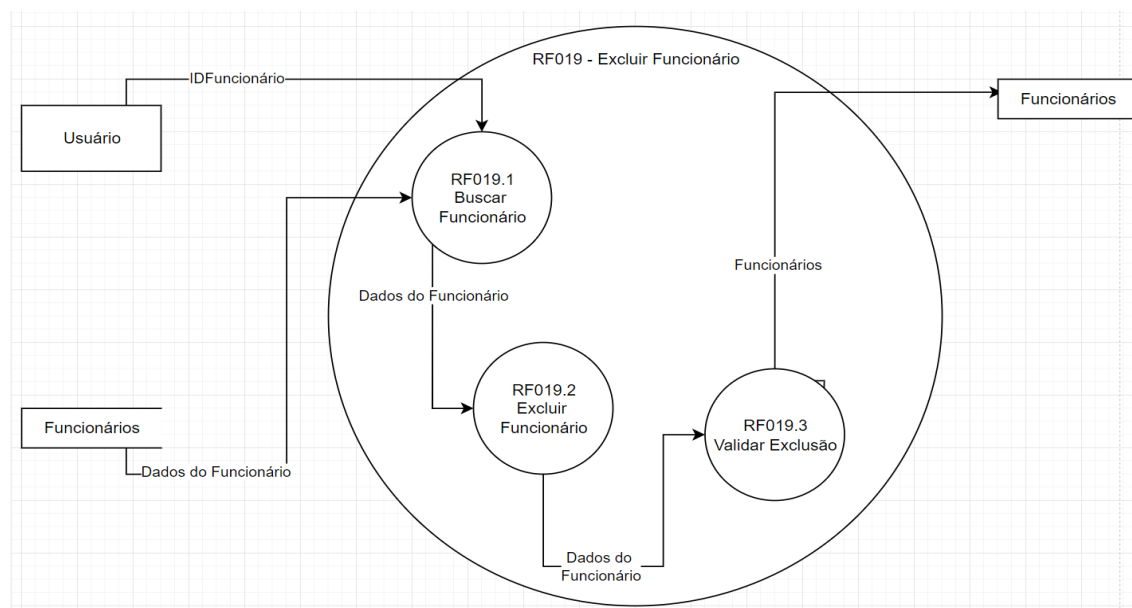 RF019 - Excluir Funcionário
IDFuncionário
Usuário
Funcionários
RF019.1
Buscar
Funcionário
Funcionários
Dados do Funcionário
RF019.2
Excluir
Funcionário
RF019.3
Validar Exclusão
Funcionários
Dados do Funcionário
Dados do
Funcionário